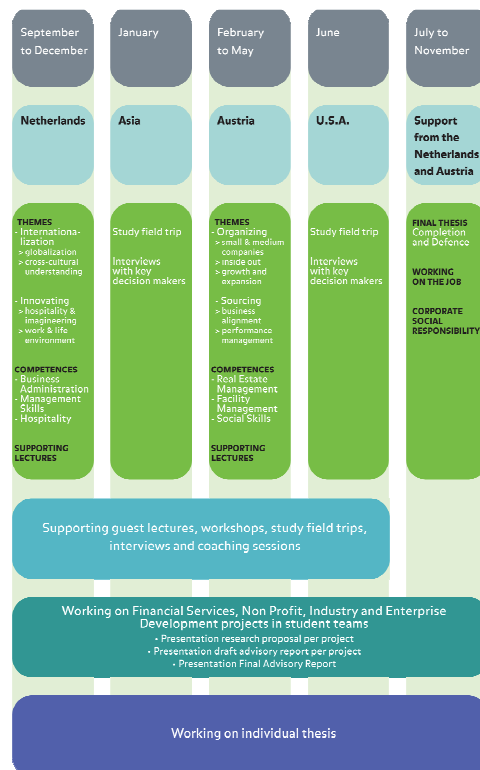 September
to December
January
February
to May
June
July to
November
Netherlands
Asia
Austria
U.S.A.
Support
from the
Netherlands
and Austria
THEMES
- Internationa-
lization
> globalization
> cross-cultural
understanding
- Innovating
> hospitality &
imagineering
> work & life
environment
COMPETENCES
- Business
Administration
- Management
Skills
- Hospitality
SUPPORTING
LECTURES
Study field trip
Interviews
with key
decision makers
THEMES
- Organizing
> small & medium
companies
> inside out
> growth and
expansion
- Sourcing
> business
alignment
> performance
management
COMPETENCES
- Real Estate
Management
- Facility
Management
- Social Skills
SUPPORTING
LECTURES
Study field trip
Interviews
with key
decision makers
FINAL THESIS
Completion
and Defence
WORKING
ON THE JOB
CORPORATE
SOCIAL
RESPONSIBILITY
Supporting guest lectures, workshops, study field trips,
interviews and coaching sessions
Working on Financial Services, Non Profit, Industry and Enterprise
Development projects in student teams
• Presentation research proposal per project
• Presentation draft advisory report per project
• Presentation Final Advisory Report
Working on individual thesis